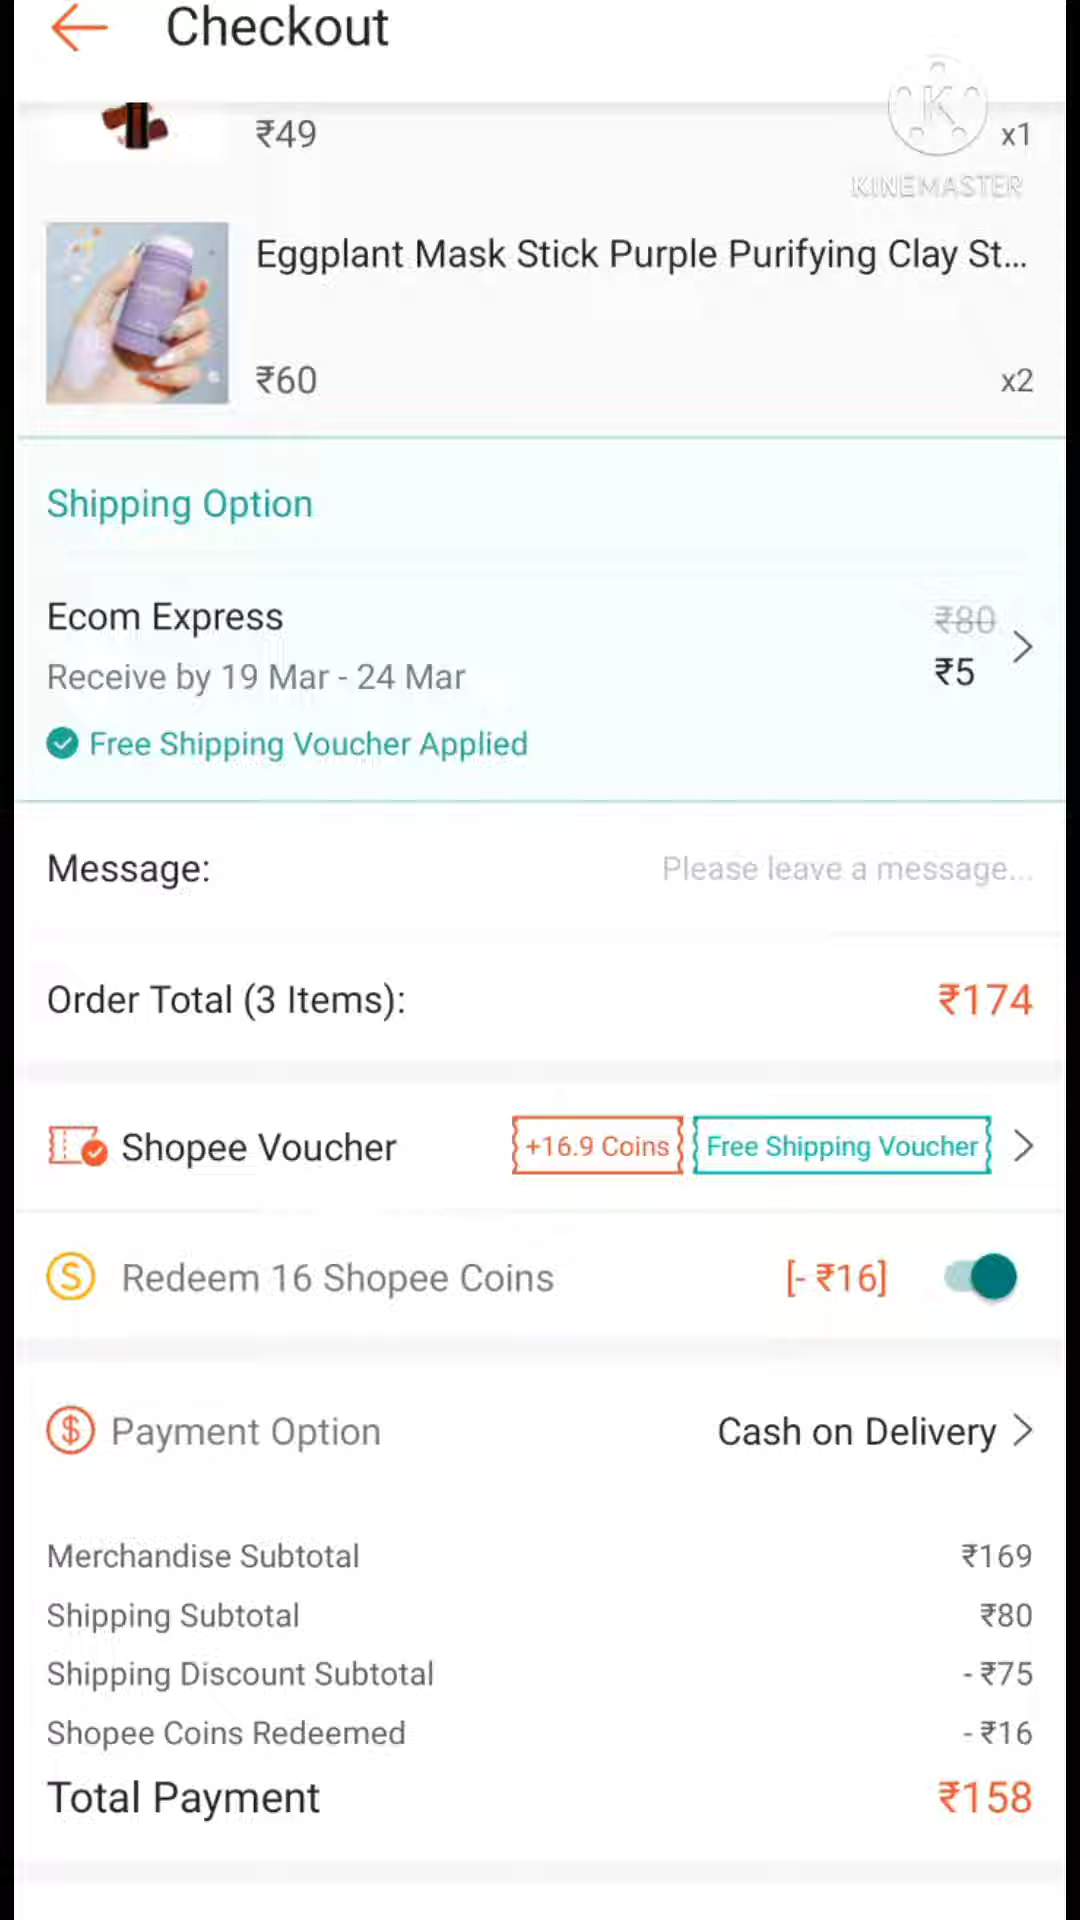 Checkout
₹49
x1
KINEMASTER
Eggplant Mask Stick Purple Purifying Clay St...
₹60
x2
Shipping Option
Ecom Express
₹80
Receive by 19 Mar - 24 Mar
₹5
Free Shipping Voucher Applied
Message:
Please leave a message...
Order Total (3 Items):
₹174
Shopee Voucher
+16.9 Coins
Free Shipping Voucher
Redeem 16 Shopee Coins
[- ₹16]
Payment Option
Cash on Delivery
Merchandise Subtotal
₹169
Shipping Subtotal
₹80
Shipping Discount Subtotal
- ₹75
Shopee Coins Redeemed
- ₹16
Total Payment
₹158